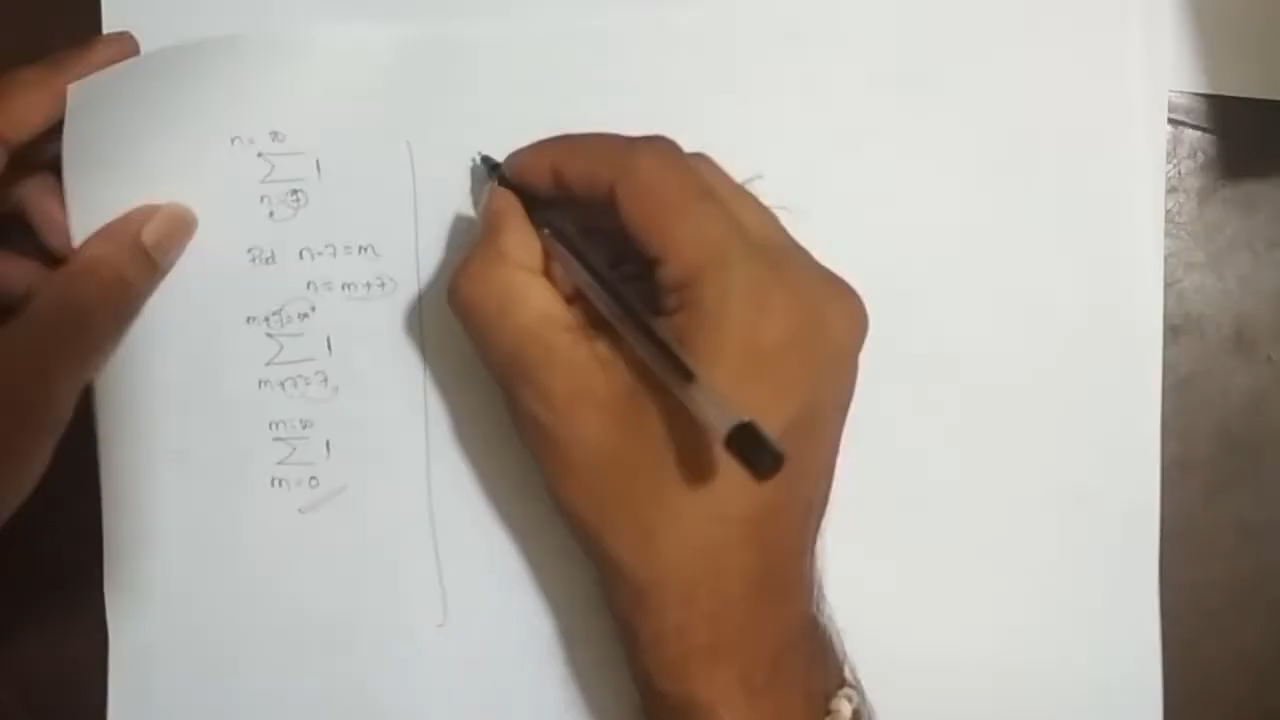 n = ∞
∑ 1
n = 7
Put n-7=m
n = m+7
m+7=∞
∑ 1
m+7=7
m=∞
∑ 1
m=0